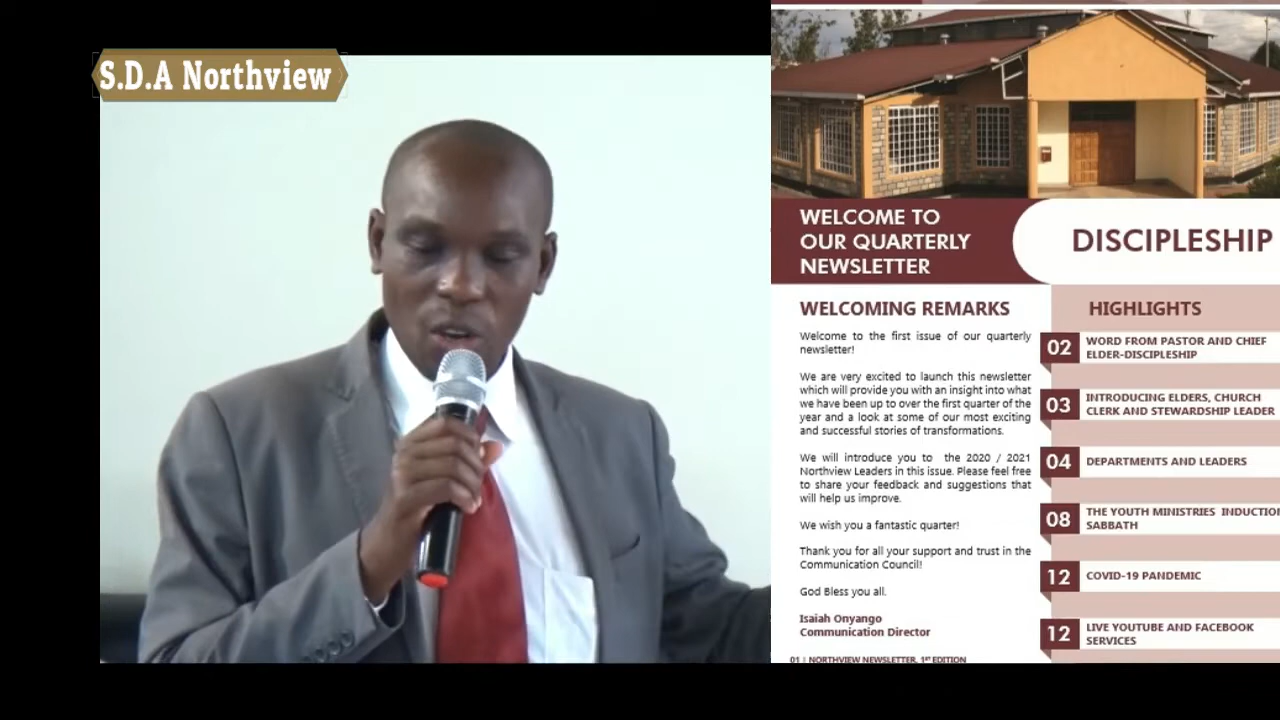 S.D.A Northview
WELCOME TO
OUR QUARTERLY
NEWSLETTER
DISCIPLESHIP
WELCOMING REMARKS
Welcome to the first issue of our quarterly
newsletter!
We are very excited to launch this newsletter
which will provide you with an insight into what
we have been up to over the first quarter of the
year and a look at some of our most exciting
and successful stories of transformations.
We will introduce you to the 2020 / 2021
Northview Leaders in this issue. Please feel free
to share your feedback and suggestions that
will help us improve.
We wish you a fantastic quarter!
Thank you for all your support and trust in the
Communication Council!
God Bless you all.
Isaiah Onyango
Communication Director
01 | NORTHVIEW NEWSLETTER, 1ST EDITION
HIGHLIGHTS
02 WORD FROM PASTOR AND CHIEF
ELDER-DISCIPLESHIP
03 INTRODUCING ELDERS, CHURCH
CLERK AND STEWARDSHIP LEADER
04 DEPARTMENTS AND LEADERS
08 THE YOUTH MINISTRIES INDUCTIO
SABBATH
12 COVID-19 PANDEMIC
12 LIVE YOUTUBE AND FACEBOOK
SERVICES